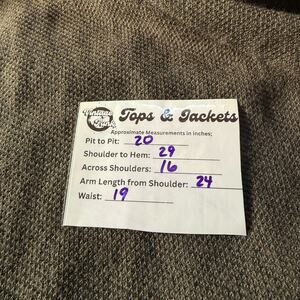 Vintage
Tops & Jackets
Approximate Measurements in Inches;
Pit to Pit: 20
Shoulder to Hem: 29
Across Shoulders: 16
Arm Length from Shoulder: 24
Waist: 19